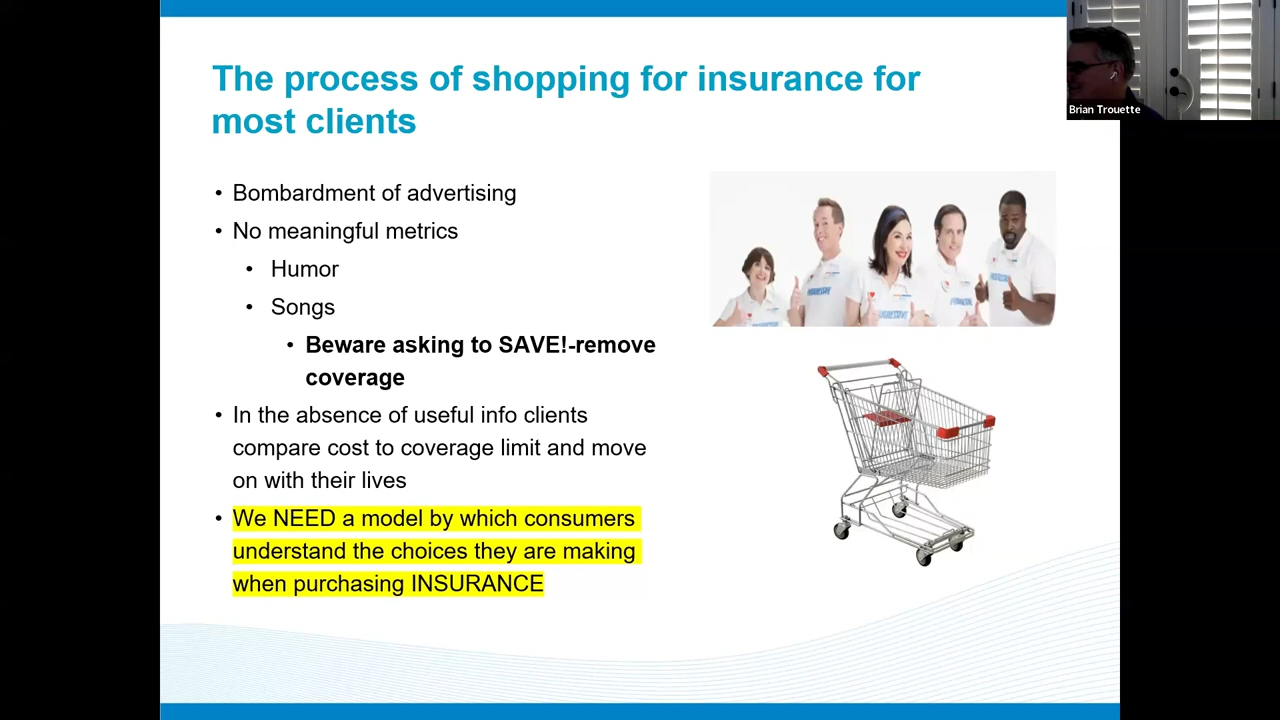 The process of shopping for insurance for
most clients
• Bombardment of advertising
• No meaningful metrics
• Humor
• Songs
• Beware asking to SAVE!-remove
coverage
• In the absence of useful info clients
compare cost to coverage limit and move
on with their lives
• We NEED a model by which consumers
understand the choices they are making
when purchasing INSURANCE
Brian Trouette
PROGRESSIVE